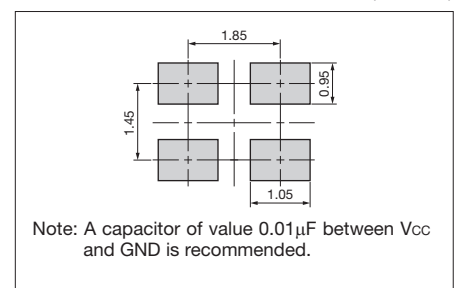 1.85
0.95
1.45
1.05
Note: A capacitor of value 0.01µF between Vcc
and GND is recommended.